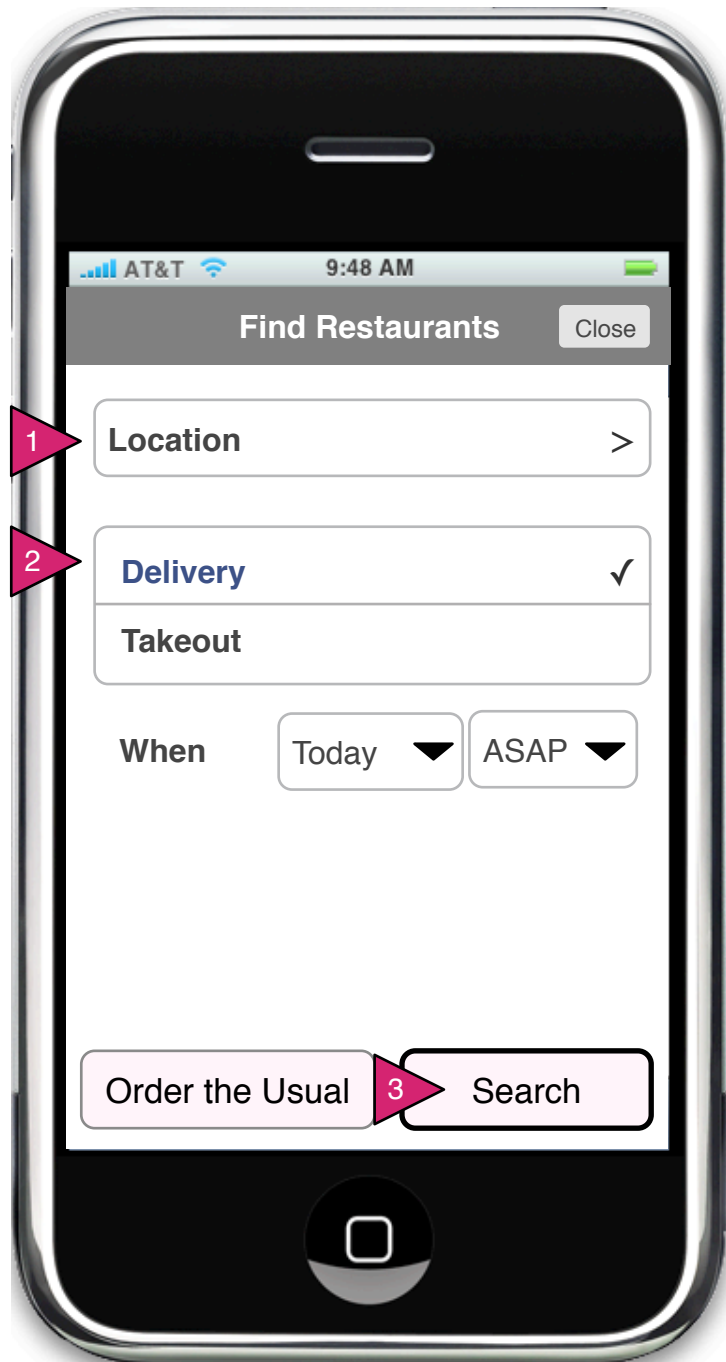 AT&T 9:48 AM
Find Restaurants Close
1 Location >
2 Delivery ✓
Takeout
When Today ASAP
Order the Usual 3 Search